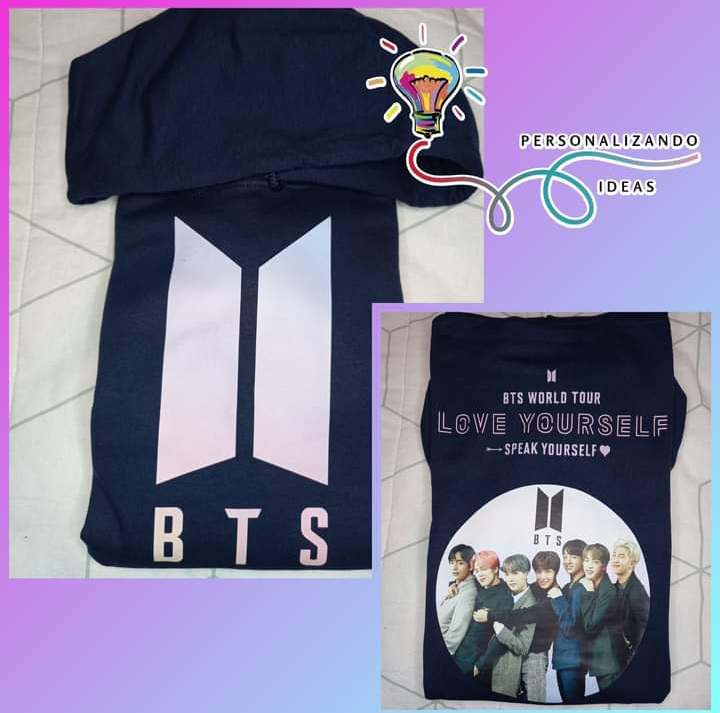 PERSONALIZANDO
IDEAS
BTS
BTS WORLD TOUR
LOVE YOURSELF
SPEAK YOURSELF
BTS